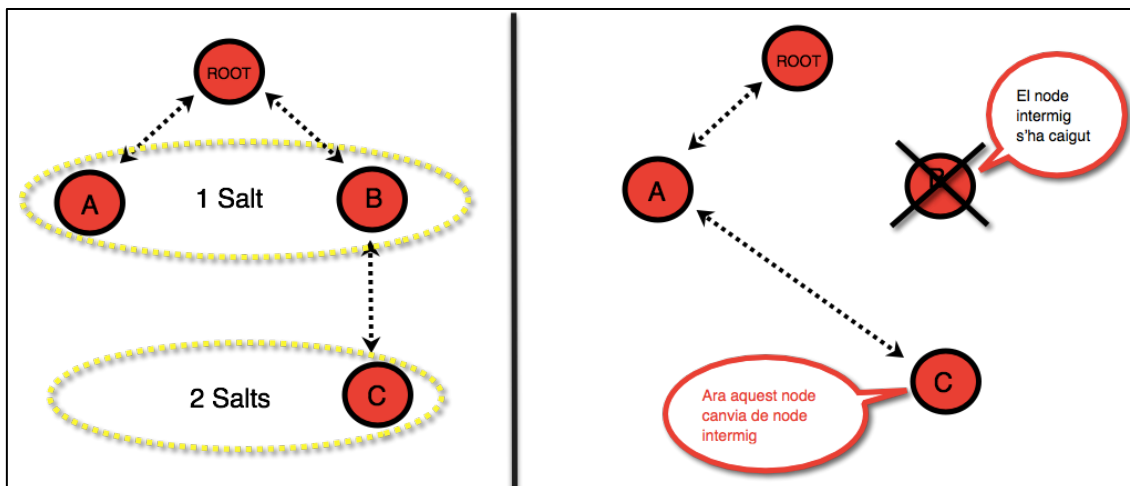 ROOT
A
1 Salt
B
2 Salts
C
ROOT
El node
intermig
s'ha caigut
A
B
C
Ara aquest node
canvia de node
intermig